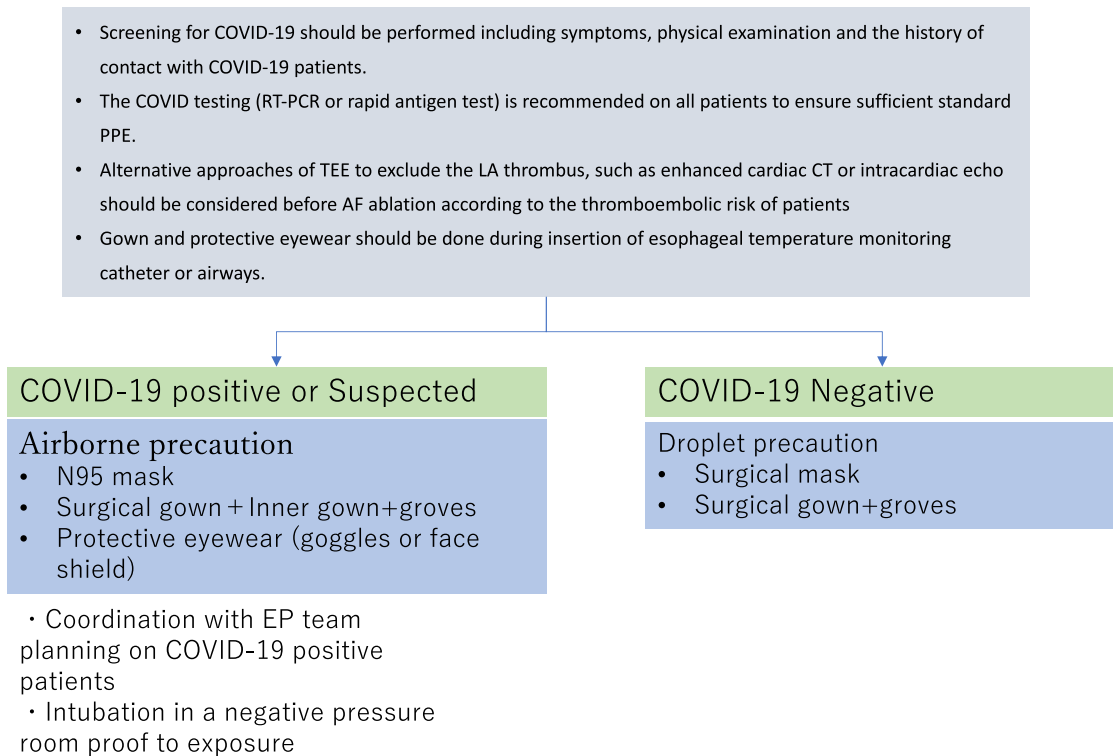 • Screening for COVID-19 should be performed including symptoms, physical examination and the history of
contact with COVID-19 patients.
• The COVID testing (RT-PCR or rapid antigen test) is recommended on all patients to ensure sufficient standard
PPE.
• Alternative approaches of TEE to exclude the LA thrombus, such as enhanced cardiac CT or intracardiac echo
should be considered before AF ablation according to the thromboembolic risk of patients
• Gown and protective eyewear should be done during insertion of esophageal temperature monitoring
catheter or airways.
COVID-19 positive or Suspected
Airborne precaution
• N95 mask
• Surgical gown＋Inner gown+groves
• Protective eyewear (goggles or face
shield)
・Coordination with EP team
planning on COVID-19 positive
patients
・Intubation in a negative pressure
room proof to exposure
COVID-19 Negative
Droplet precaution
• Surgical mask
• Surgical gown+groves